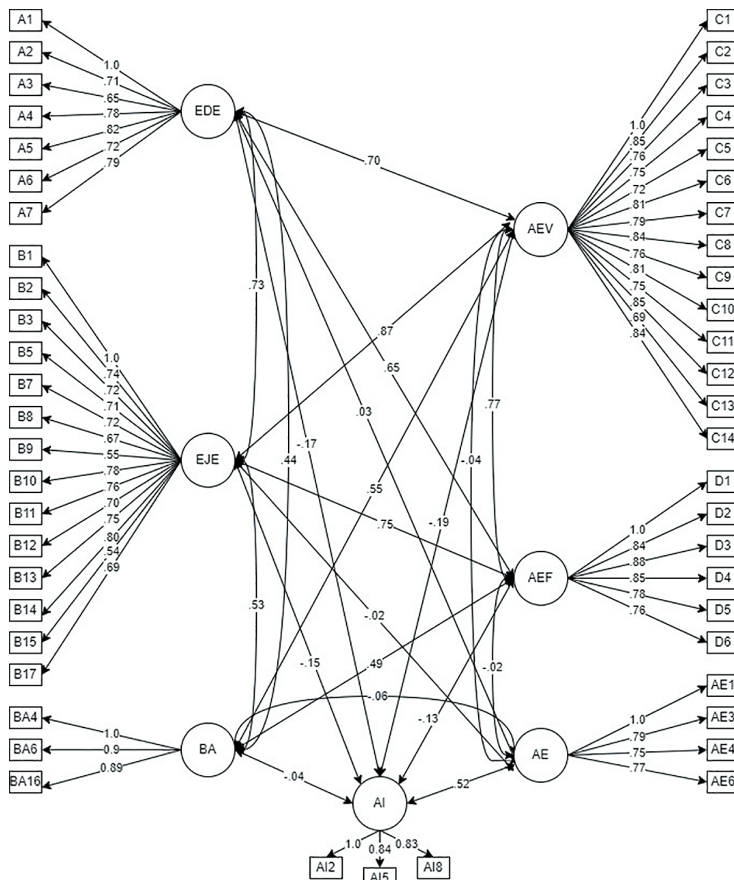 A1
A2
A3
A4
A5
A6
A7
1.0
.71
.65
.78
.82
.72
.79
EDE
B1
B2
B3
B5
B7
B8
B9
B10
B11
B12
B13
B14
B15
B17
1.0
.74
.72
.71
.72
.67
.55
.78
.76
.70
.75
.80
.54
.69
EJE
BA4
BA6
BA16
1.0
0.9
0.89
BA
.70
.73
.87
.65
.03
.77
-.17
.44
-.04
.55
-.19
.75
.53
-.02
-.15
.49
-.02
-.06
-.13
-.04
.52
AEV
1.0
.85
.76
.75
.72
.81
.79
.84
.76
.81
.75
.85
.69
.84
C1
C2
C3
C4
C5
C6
C7
C8
C9
C10
C11
C12
C13
C14
AEF
1.0
.84
.88
.85
.78
.76
D1
D2
D3
D4
D5
D6
AE
1.0
.79
.75
.77
AE1
AE3
AE4
AE6
AI
1.0 0.84 0.83
AI2 AI5 AI8